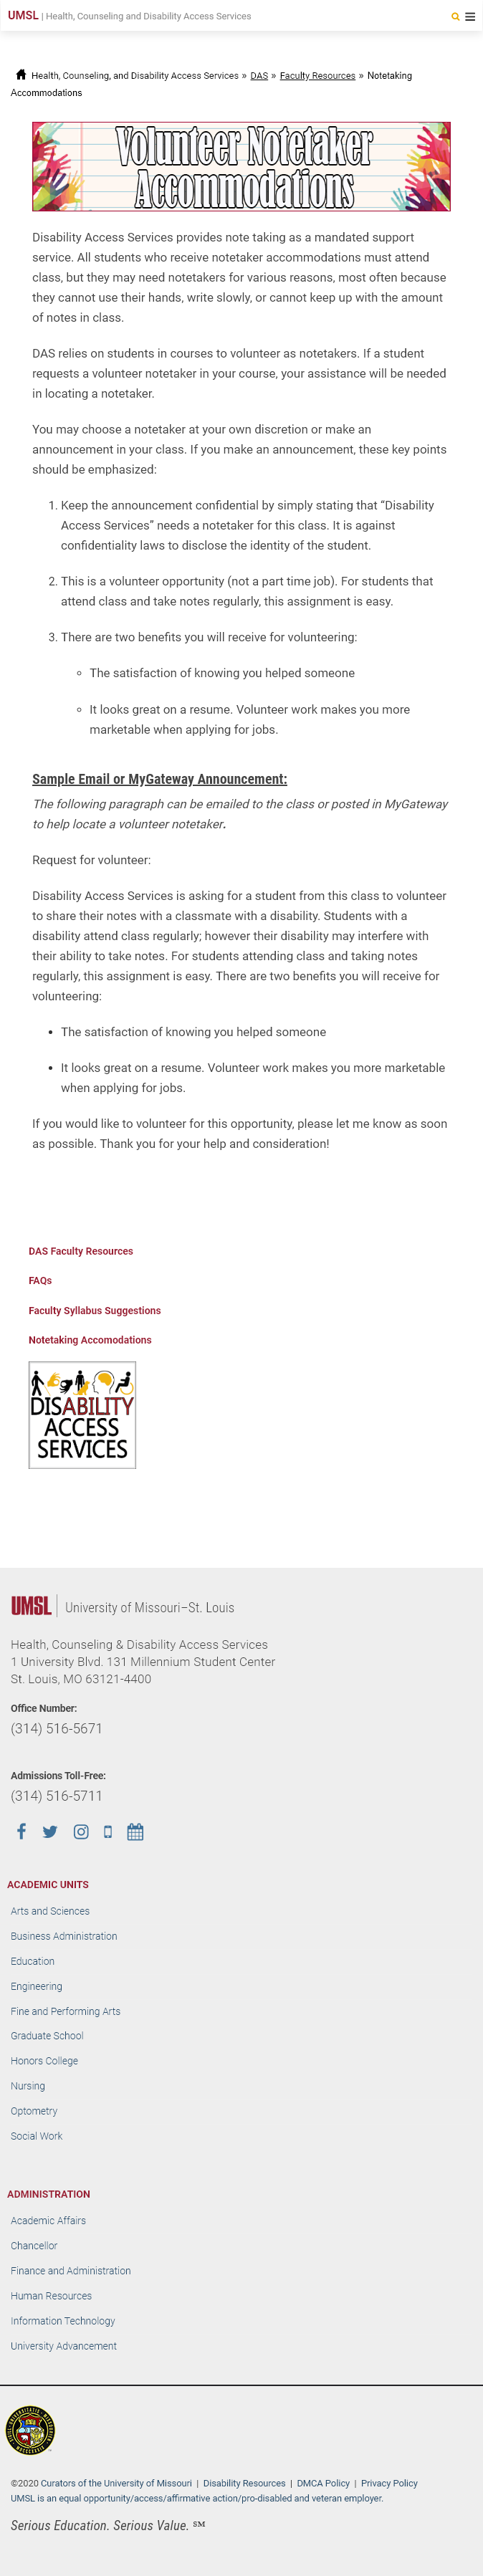 UMSL | Health, Counseling and Disability Access Services
Health, Counseling, and Disability Access Services » DAS » Faculty Resources » Notetaking
Accommodations
Volunteer Notetaker
Accommodations
Disability Access Services provides note taking as a mandated support
service. All students who receive notetaker accommodations must attend
class, but they may need notetakers for various reasons, most often because
they cannot use their hands, write slowly, or cannot keep up with the amount
of notes in class.
DAS relies on students in courses to volunteer as notetakers. If a student
requests a volunteer notetaker in your course, your assistance will be needed
in locating a notetaker.
You may choose a notetaker at your own discretion or make an
announcement in your class. If you make an announcement, these key points
should be emphasized:
1. Keep the announcement confidential by simply stating that “Disability
Access Services” needs a notetaker for this class. It is against
confidentiality laws to disclose the identity of the student.
2. This is a volunteer opportunity (not a part time job). For students that
attend class and take notes regularly, this assignment is easy.
3. There are two benefits you will receive for volunteering:
◦ The satisfaction of knowing you helped someone
◦ It looks great on a resume. Volunteer work makes you more
marketable when applying for jobs.
Sample Email or MyGateway Announcement:
The following paragraph can be emailed to the class or posted in MyGateway
to help locate a volunteer notetaker.
Request for volunteer:
Disability Access Services is asking for a student from this class to volunteer
to share their notes with a classmate with a disability. Students with a
disability attend class regularly; however their disability may interfere with
their ability to take notes. For students attending class and taking notes
regularly, this assignment is easy. There are two benefits you will receive for
volunteering:
• The satisfaction of knowing you helped someone
• It looks great on a resume. Volunteer work makes you more marketable
when applying for jobs.
If you would like to volunteer for this opportunity, please let me know as soon
as possible. Thank you for your help and consideration!
DAS Faculty Resources
FAQs
Faculty Syllabus Suggestions
Notetaking Accomodations
DISABILITY
ACCESS
SERVICES
UMSL | University of Missouri–St. Louis
Health, Counseling & Disability Access Services
1 University Blvd. 131 Millennium Student Center
St. Louis, MO 63121-4400
Office Number:
(314) 516-5671
Admissions Toll-Free:
(314) 516-5711
ACADEMIC UNITS
Arts and Sciences
Business Administration
Education
Engineering
Fine and Performing Arts
Graduate School
Honors College
Nursing
Optometry
Social Work
ADMINISTRATION
Academic Affairs
Chancellor
Finance and Administration
Human Resources
Information Technology
University Advancement
©2020 Curators of the University of Missouri | Disability Resources | DMCA Policy | Privacy Policy
UMSL is an equal opportunity/access/affirmative action/pro-disabled and veteran employer.
Serious Education. Serious Value. ℠